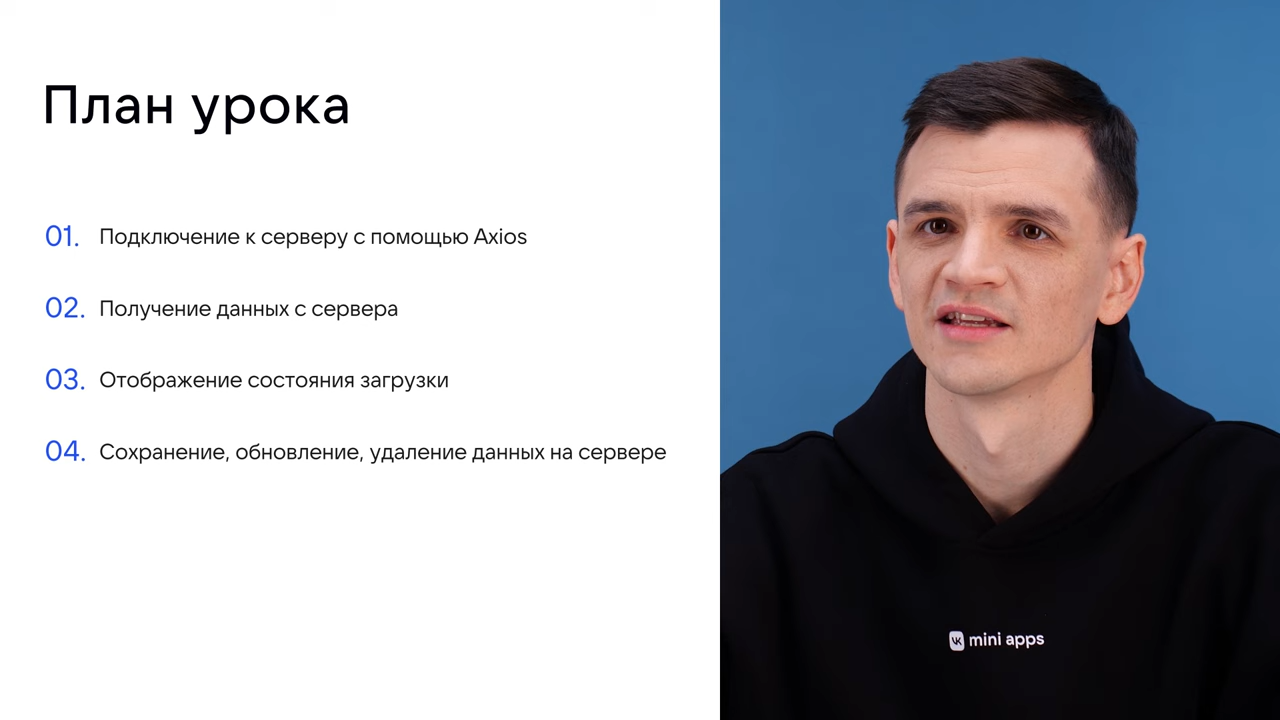 План урока
01. Подключение к серверу с помощью Axios
02. Получение данных с сервера
03. Отображение состояния загрузки
04. Сохранение, обновление, удаление данных на сервере
VK mini apps